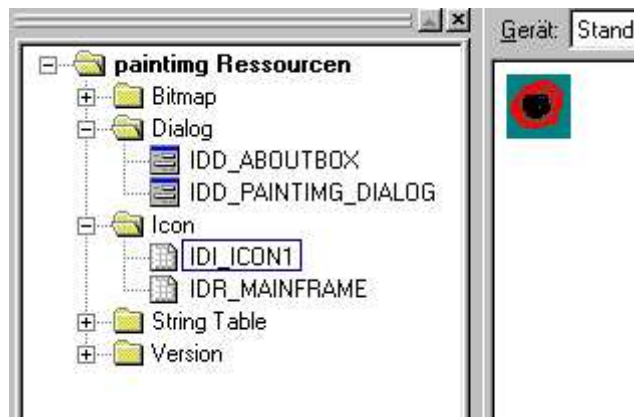 paintimg Ressourcen
Bitmap
Dialog
IDD_ABOUTBOX
IDD_PAINTIMG_DIALOG
Icon
IDI_ICON1
IDR_MAINFRAME
String Table
Version
Gerät: Stand